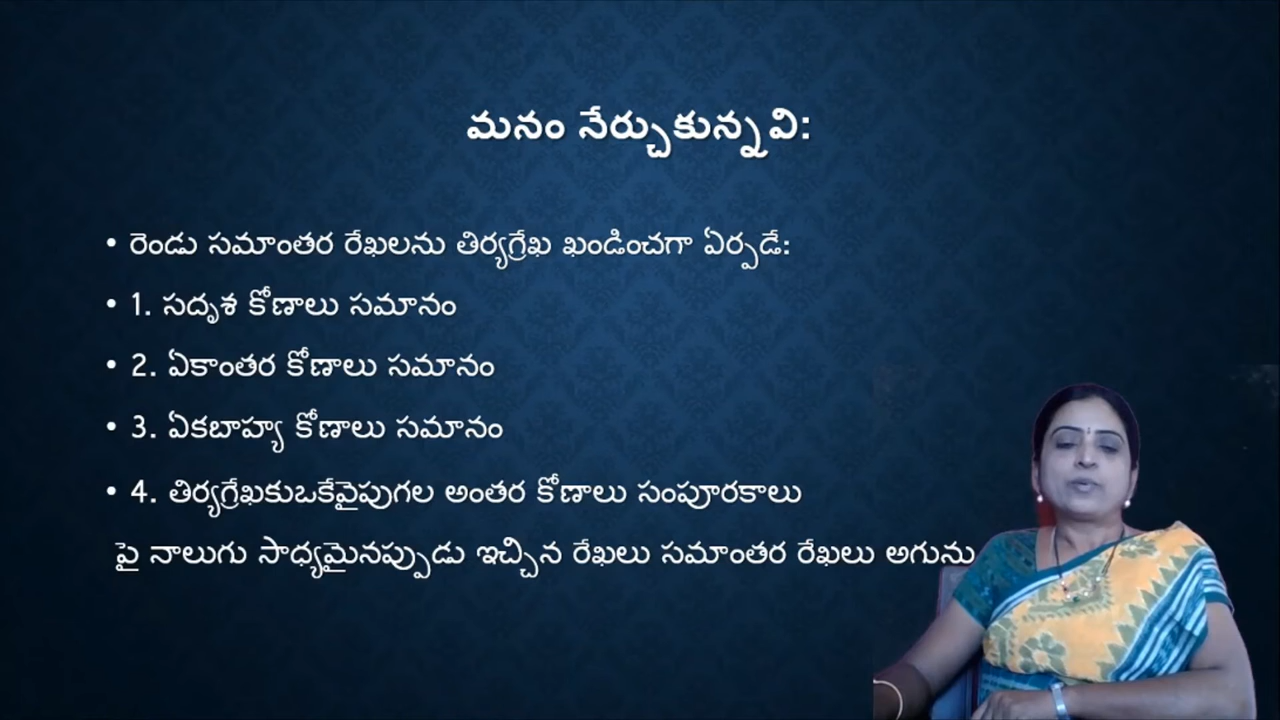 మనం నేర్చుకున్నవి:
• రెండు సమాంతర రేఖలను తిర్యగ్రేఖ ఖండించగా ఏర్పడే:
• 1. సదృశ కోణాలు సమానం
• 2. ఏకాంతర కోణాలు సమానం
• 3. ఏకబాహ్య కోణాలు సమానం
• 4. తిర్యగ్రేఖకుఒకేవైపుగల అంతర కోణాలు సంపూరకాలు
పై నాలుగు సాధ్యమైనప్పుడు ఇచ్చిన రేఖలు సమాంతర రేఖలు అగును